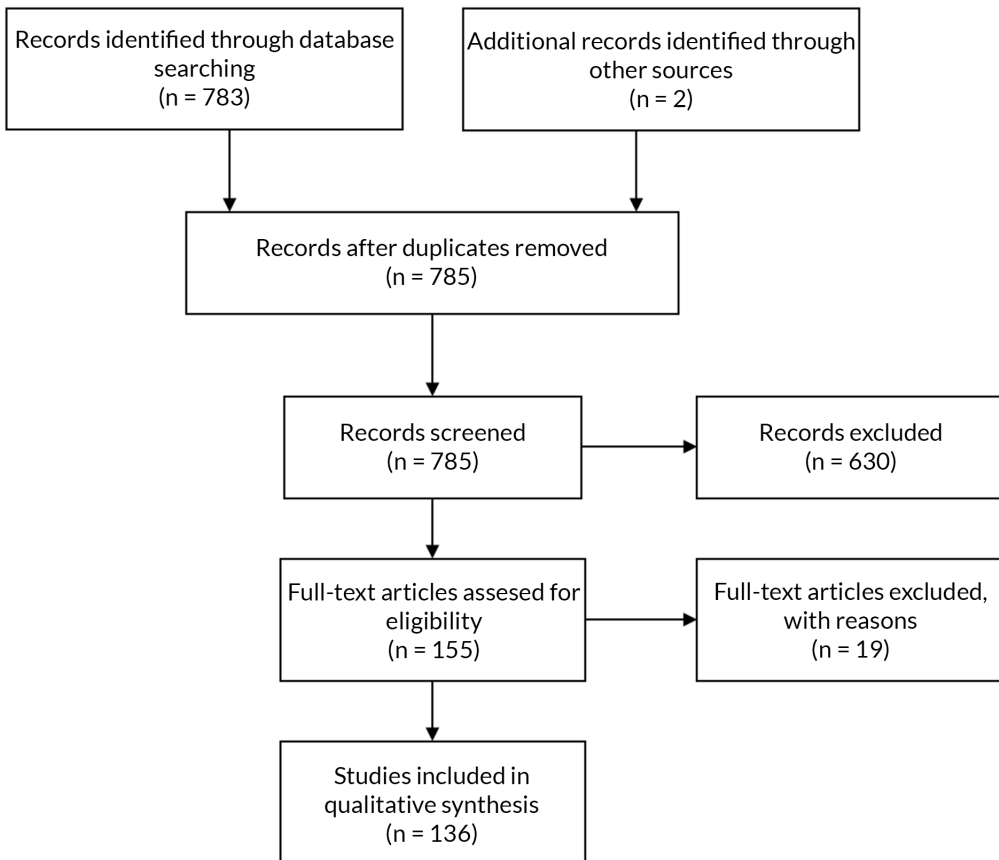 Records identified through database
searching
(n = 783)
Additional records identified through
other sources
(n = 2)
Records after duplicates removed
(n = 785)
Records screened
(n = 785)
Records excluded
(n = 630)
Full-text articles assesed for
eligibility
(n = 155)
Full-text articles excluded,
with reasons
(n = 19)
Studies included in
qualitative synthesis
(n = 136)